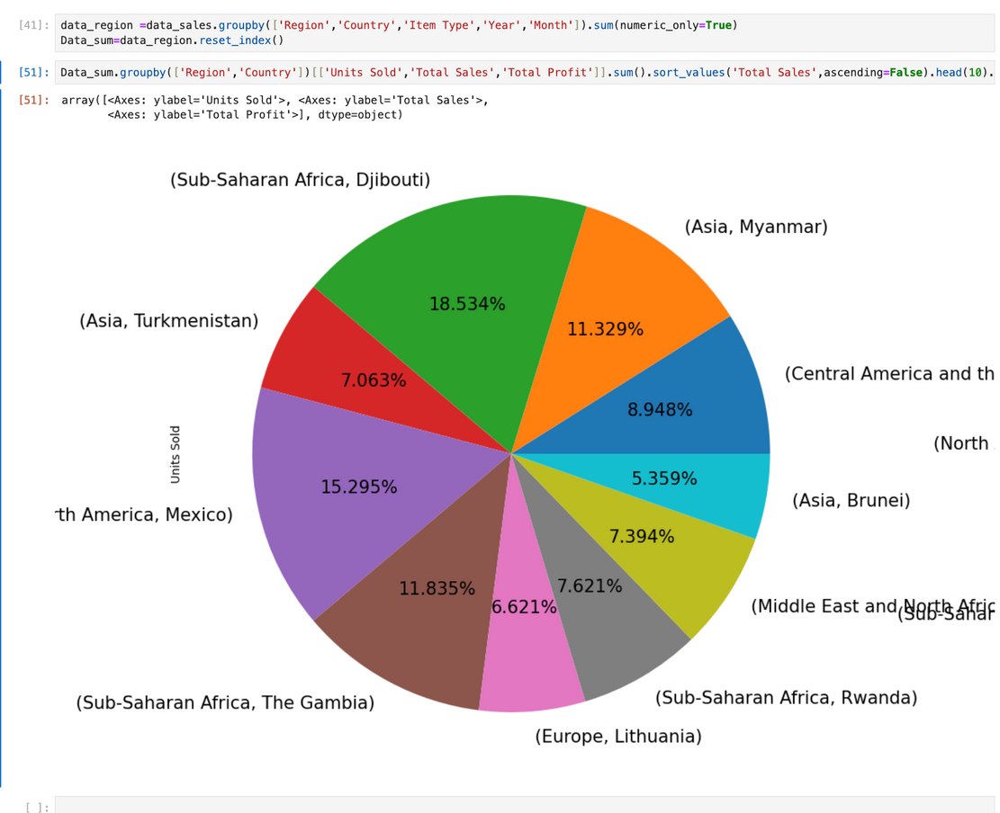 [41]: data_region =data_sales.groupby(['Region','Country','Item Type','Year','Month']).sum(numeric_only=True)
Data_sum=data_region.reset_index()
[51]: Data_sum.groupby(['Region','Country'])[['Units Sold','Total Sales','Total Profit']].sum().sort_values('Total Sales',ascending=False).head(10).
[51]: array([<Axes: ylabel='Units Sold'>, <Axes: ylabel='Total Sales'>,
<Axes: ylabel='Total Profit'>], dtype=object)
(Sub-Saharan Africa, Djibouti)
(Asia, Myanmar)
18.534%
(Asia, Turkmenistan)
11.329%
(Central America and th
7.063%
8.948%
(North
Units Sold
15.295%
5.359%
(Asia, Brunei)
th America, Mexico)
7.394%
11.835%
7.621%
6.621%
(Middle East and North Afric
(Sub-Sahar
(Sub-Saharan Africa, The Gambia)
(Sub-Saharan Africa, Rwanda)
(Europe, Lithuania)
[ ]: